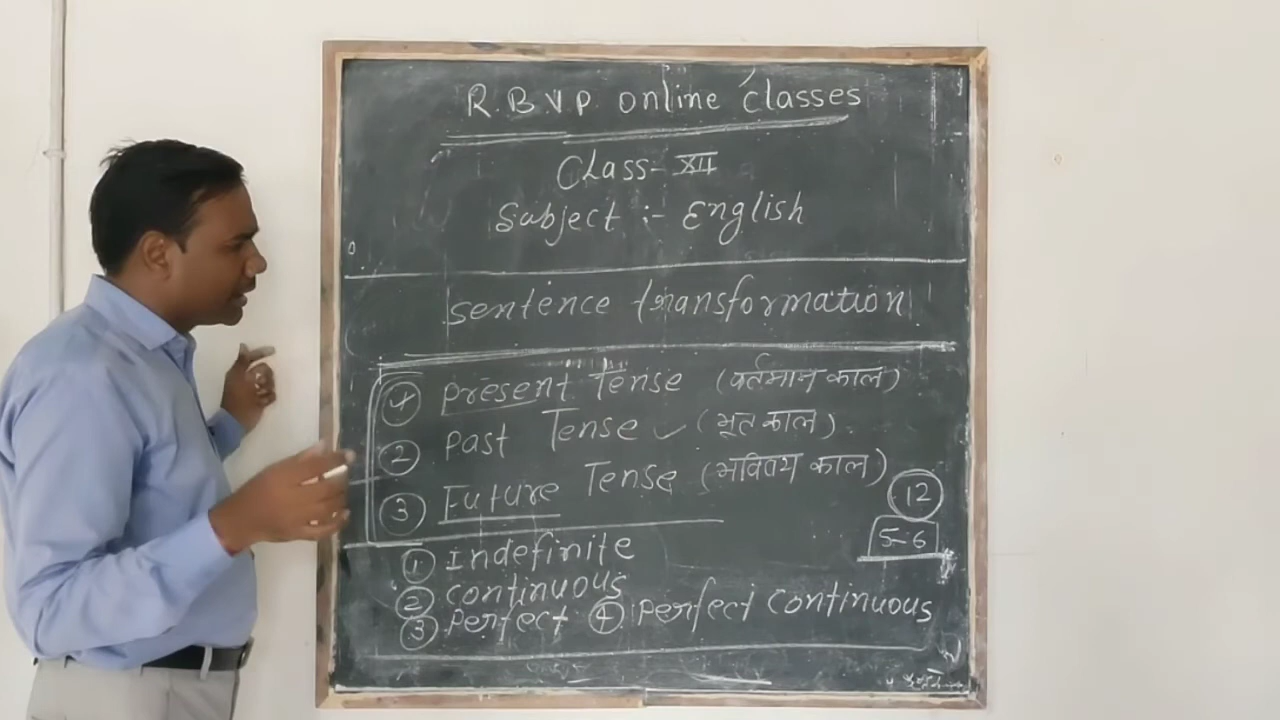 R.B.V.P. online classes
Class- XII
Subject :- English
sentence transformation
① Present Tense (वर्तमान काल)
② Past Tense ✓ (भूत काल).
③ Future Tense (भविष्य काल)
12
5-6
① Indefinite
② continuous
③ Perfect ④ Perfect continuous